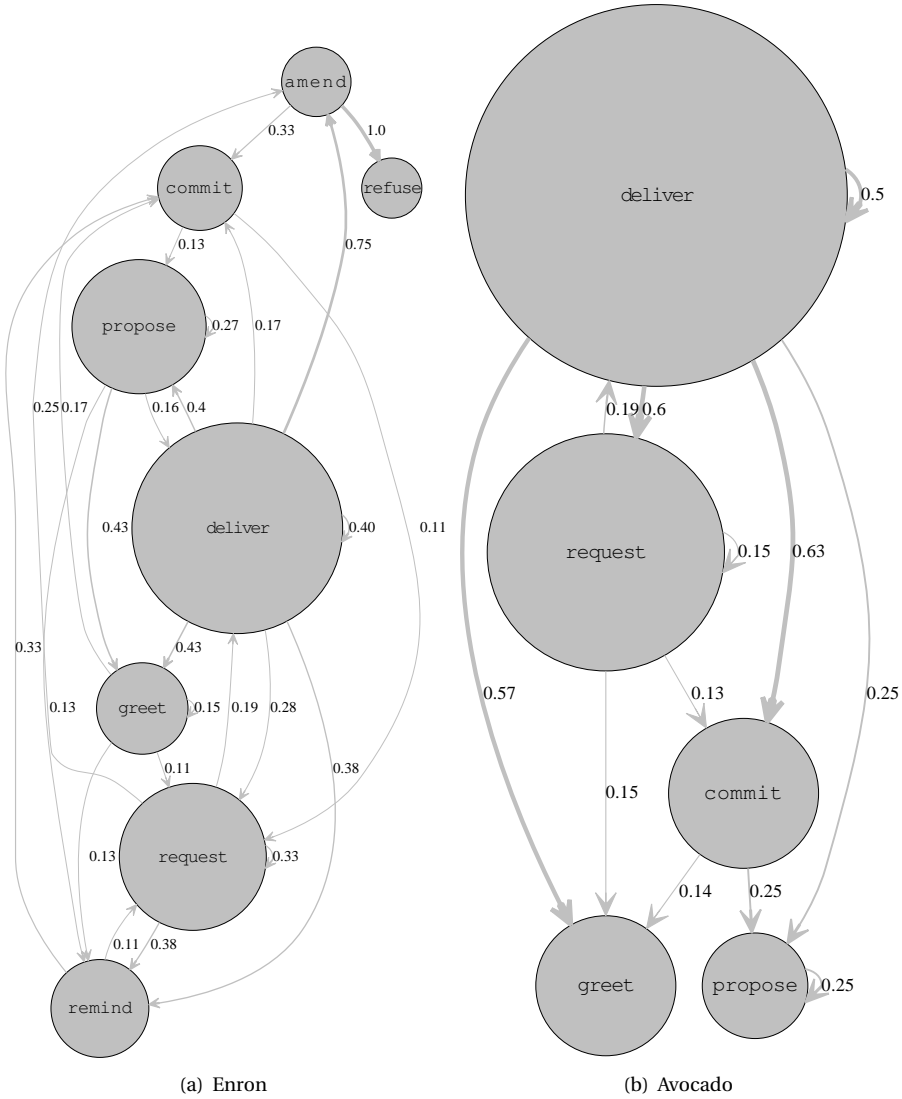 amend
0.33
1.0
commit
refuse
deliver
0.5
0.13
0.75
propose
0.27
0.17
0.25
0.17
0.16
0.4
0.19
0.6
0.43
deliver
0.40
0.11
request
0.15
0.63
0.33
0.43
0.13
greet
0.15
0.19
0.28
0.57
0.13
0.25
0.11
0.38
0.15
commit
0.13
request
0.33
0.14
0.25
0.11
0.38
remind
greet
propose
0.25
(a) Enron
(b) Avocado